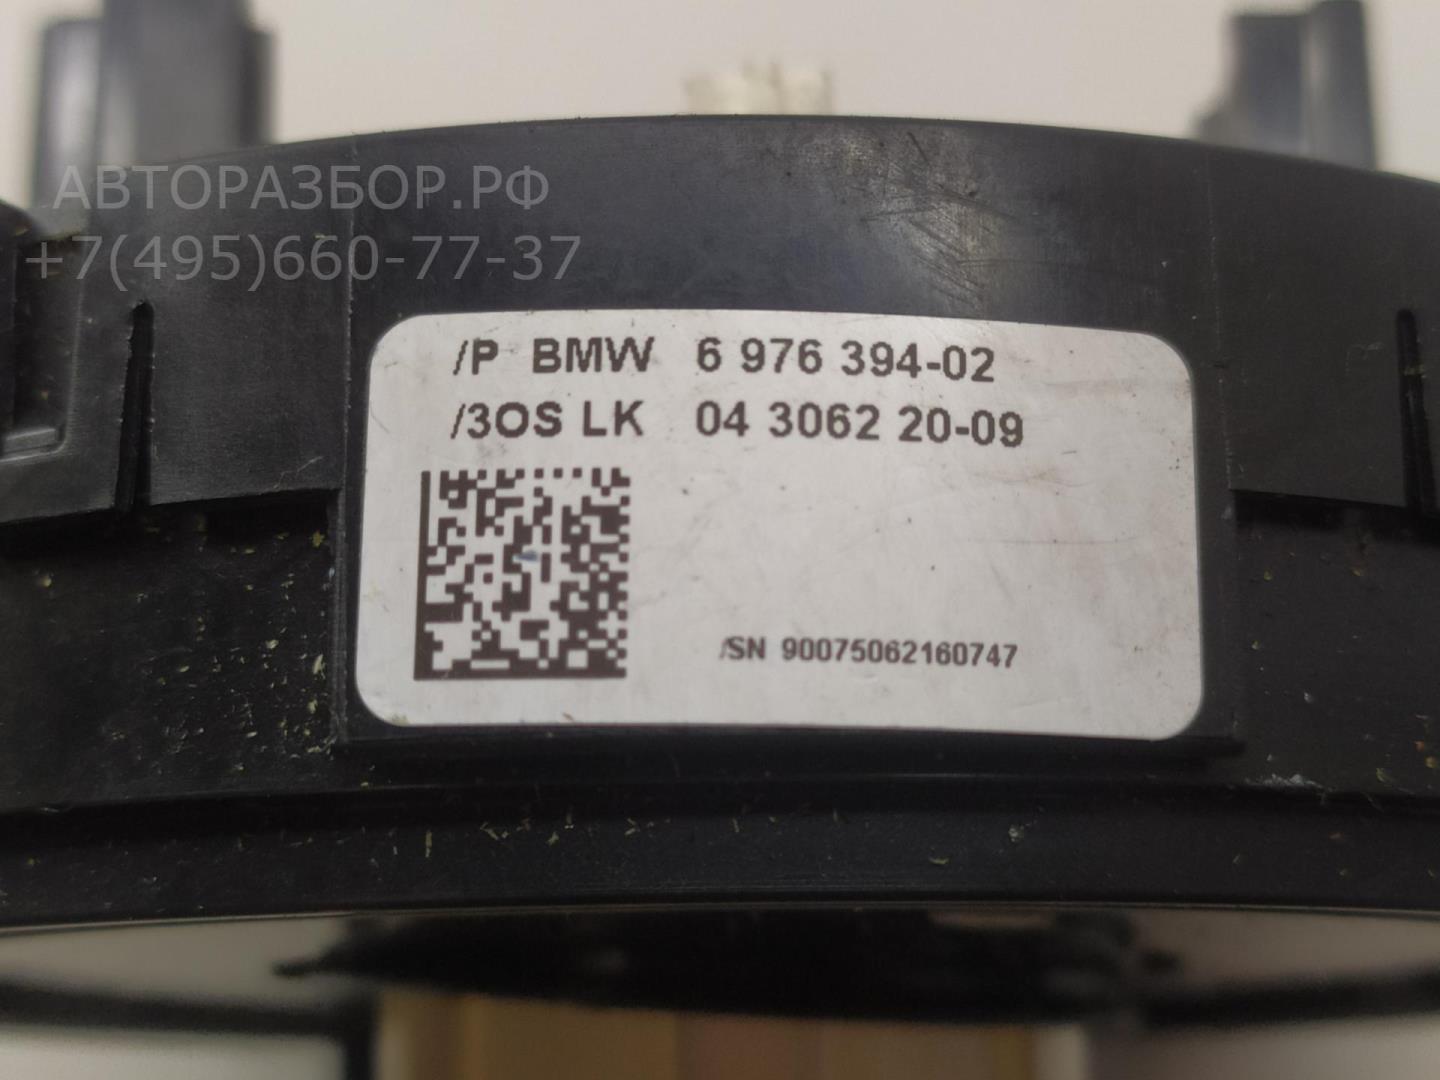 АВТОРАЗБОР.РФ
+7(495)660-77-37
/P BMW 6 976 394-02
/3OS LK 04 3062 20-09
/SN 90075062160747